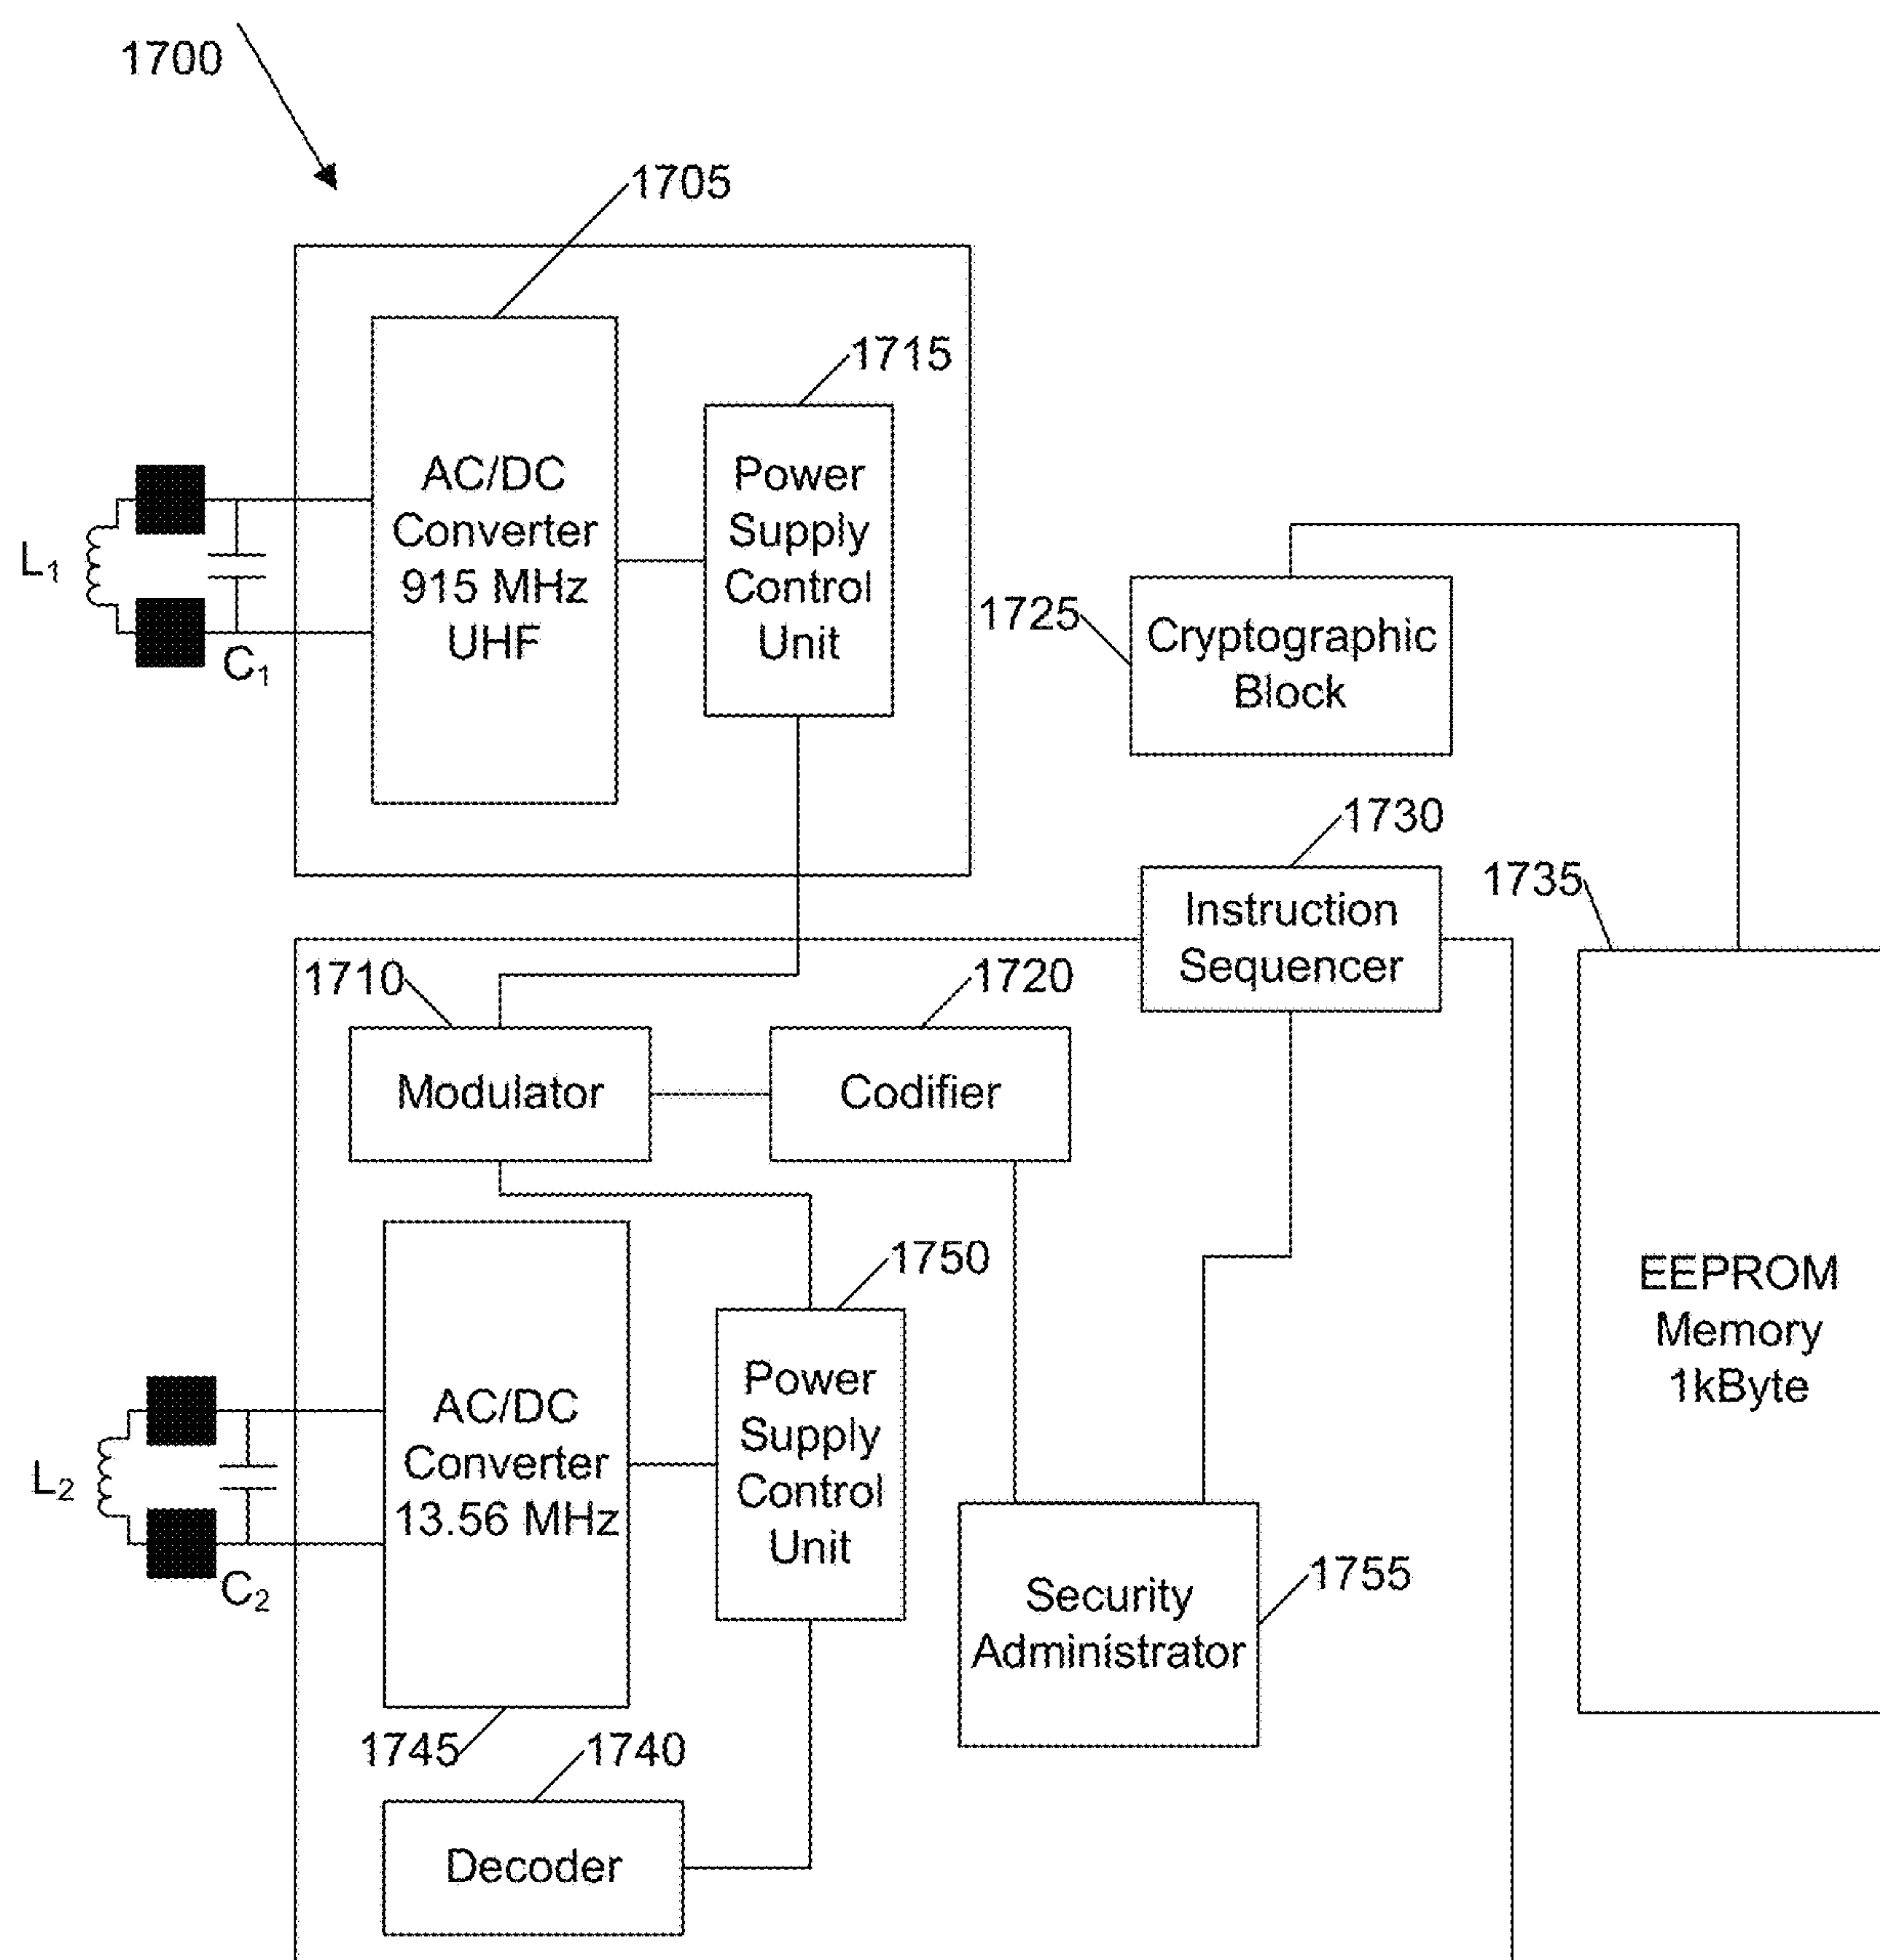 1700
1705
1715
AC/DC
Converter
915 MHz
UHF
Power
Supply
Control
Unit
L₁
C₁
1725
Cryptographic
Block
1730
Instruction
Sequencer
1735
EEPROM
Memory
1kByte
1710
Modulator
1720
Codifier
1750
AC/DC
Converter
13.56 MHz
Power
Supply
Control
Unit
L₂
C₂
1745
1740
Decoder
Security
Administrator
1755